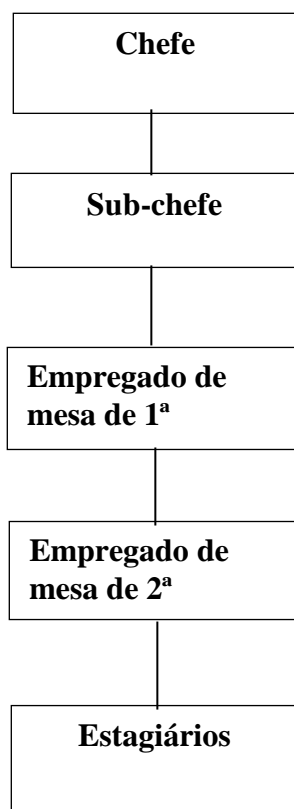 Chefe
Sub-chefe
Empregado de
mesa de 1ª
Empregado de
mesa de 2ª
Estagiários